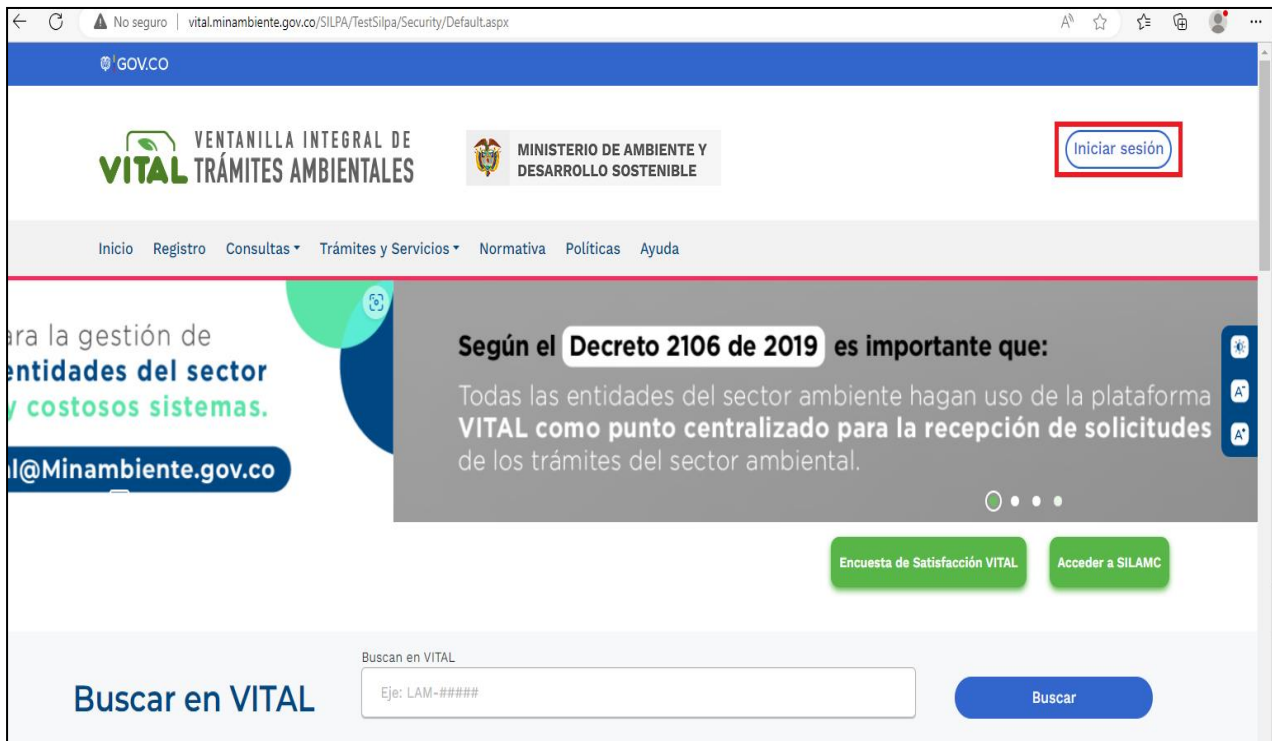 No seguro | vital.minambiente.gov.co/SILPA/TestSilpa/Security/Default.aspx
GOV.CO
VITAL
VENTANILLA INTEGRAL DE
TRÁMITES AMBIENTALES
MINISTERIO DE AMBIENTE Y
DESARROLLO SOSTENIBLE
Iniciar sesión
Inicio Registro Consultas Trámites y Servicios Normativa Políticas Ayuda
ara la gestión de
entidades del sector
y costosos sistemas.
l@Minambiente.gov.co
Según el Decreto 2106 de 2019 es importante que:
Todas las entidades del sector ambiente hagan uso de la plataforma
VITAL como punto centralizado para la recepción de solicitudes
de los trámites del sector ambiental.
A-
A+
Encuesta de Satisfacción VITAL
Acceder a SILAMC
Buscan en VITAL
Buscar en VITAL
Eje: LAM-#####
Buscar